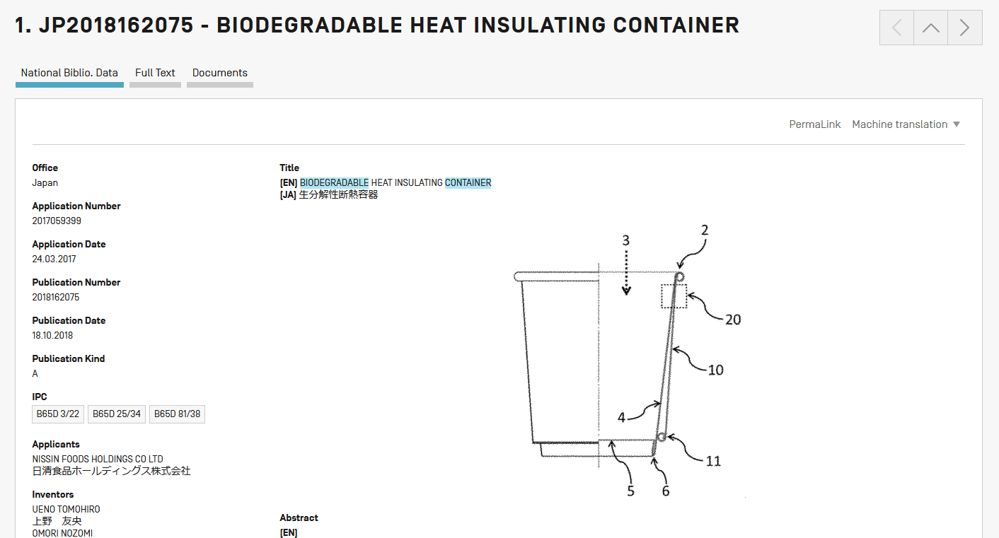 1. JP2018162075 - BIODEGRADABLE HEAT INSULATING CONTAINER
National Biblio. Data
Full Text
Documents
PermaLink
Machine translation
Office
Japan
Application Number
2017059399
Application Date
24.03.2017
Publication Number
2018162075
Publication Date
18.10.2018
Publication Kind
A
IPC
B65D 3/22
B65D 25/34
B65D 81/38
Applicants
NISSIN FOODS HOLDINGS CO LTD
日清食品ホールディングス株式会社
Inventors
UENO TOMOHIRO
上野　友央
OMORI NOZOMI
Title
[EN] BIODEGRADABLE HEAT INSULATING CONTAINER
[JA] 生分解性断熱容器
2
3
20
10
4
11
5
6
Abstract
[EN]